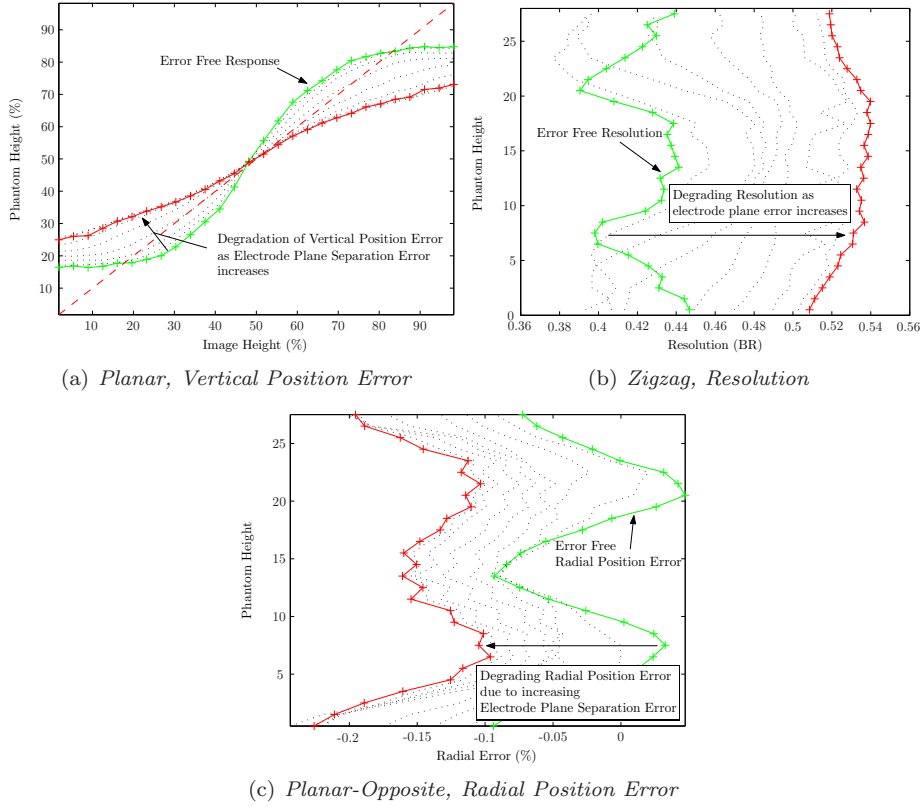 90
80
70
60
50
40
30
20
10
10 20 30 40 50 60 70 80 90
Image Height (%)
Phantom Height (%)
Error Free Response
Degradation of Vertical Position Error
as Electrode Plane Separation Error
increases
(a) Planar, Vertical Position Error
25
20
15
10
5
0
0.36 0.38 0.4 0.42 0.44 0.46 0.48 0.5 0.52 0.54 0.56
Resolution (BR)
Phantom Height
Error Free Resolution
Degrading Resolution as
electrode plane error increases
(b) Zigzag, Resolution
25
20
15
10
5
-0.2 -0.15 -0.1 -0.05 0
Radial Error (%)
Phantom Height
Error Free
Radial Position Error
Degrading Radial Position Error
due to increasing
Electrode Plane Separation Error
(c) Planar-Opposite, Radial Position Error